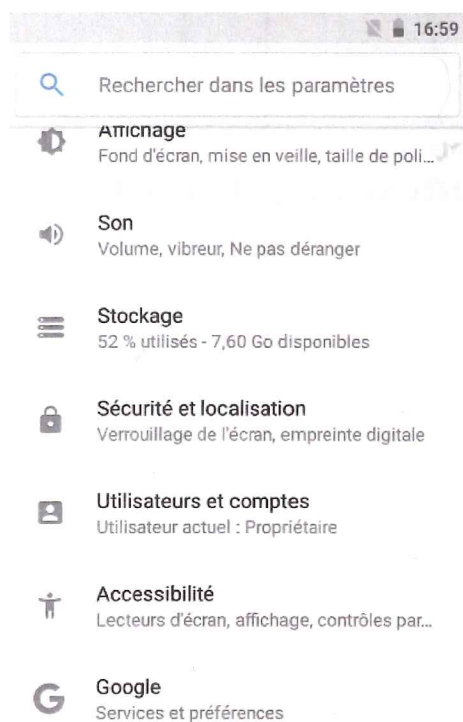 16:59
Rechercher dans les paramètres
Affichage
Fond d'écran, mise en veille, taille de poli...
Son
Volume, vibreur, Ne pas déranger
Stockage
52 % utilisés - 7,60 Go disponibles
Sécurité et localisation
Verrouillage de l'écran, empreinte digitale
Utilisateurs et comptes
Utilisateur actuel : Propriétaire
Accessibilité
Lecteurs d'écran, affichage, contrôles par...
Google
Services et préférences